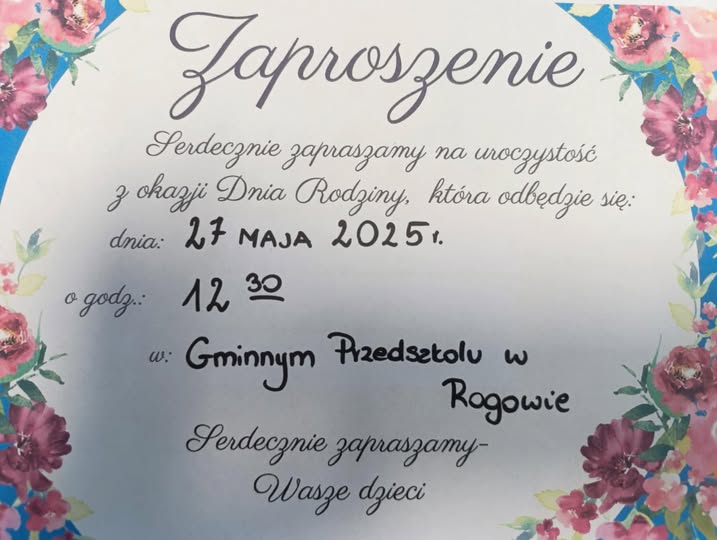 Zaproszenie
Serdecznie zapraszamy na uroczystość
z okazji Dnia Rodziny, która odbędzie się:
dnia: 27 MAJA 2025 r.
o godz.: 12 30
w: Gminnym Przedszkolu w
Rogowie
Serdecznie zapraszamy-
Wasze dzieci